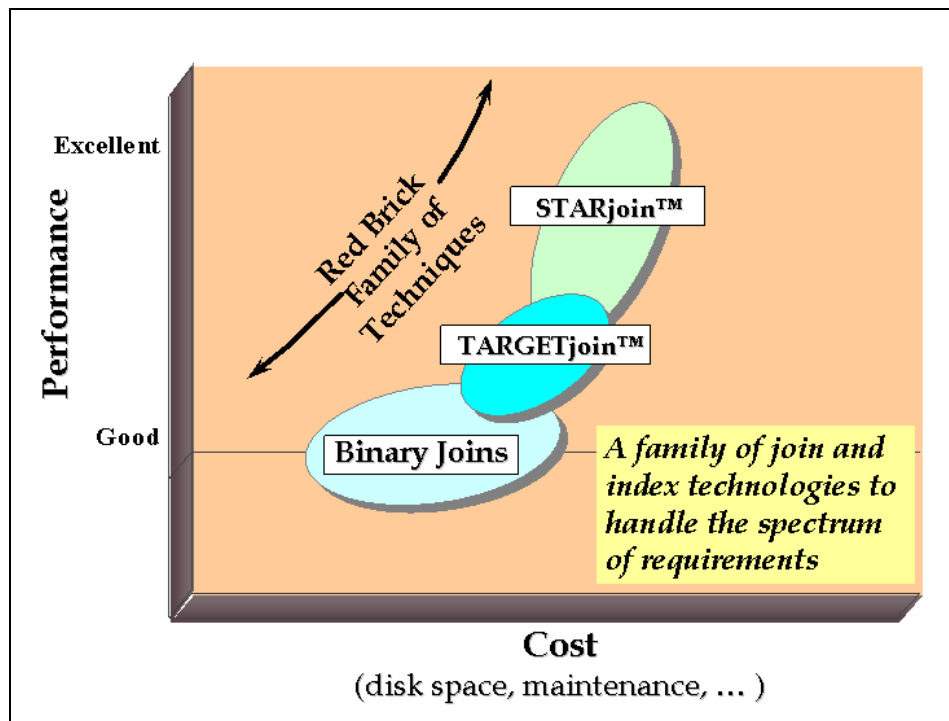 Excellent
Performance
Good
Red Brick
Family of
Techniques
STARjoin™
TARGETjoin™
Binary Joins
A family of join and
index technologies to
handle the spectrum
of requirements
Cost
(disk space, maintenance, … )